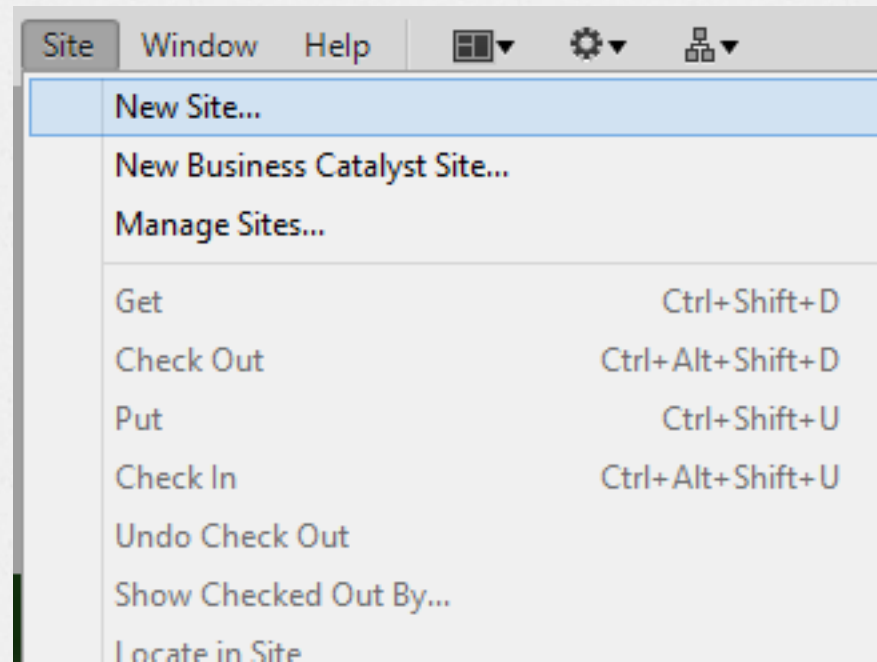 Site Window Help
New Site...
New Business Catalyst Site...
Manage Sites...
Get Ctrl+Shift+D
Check Out Ctrl+Alt+Shift+D
Put Ctrl+Shift+U
Check In Ctrl+Alt+Shift+U
Undo Check Out
Show Checked Out By...
Locate in Site